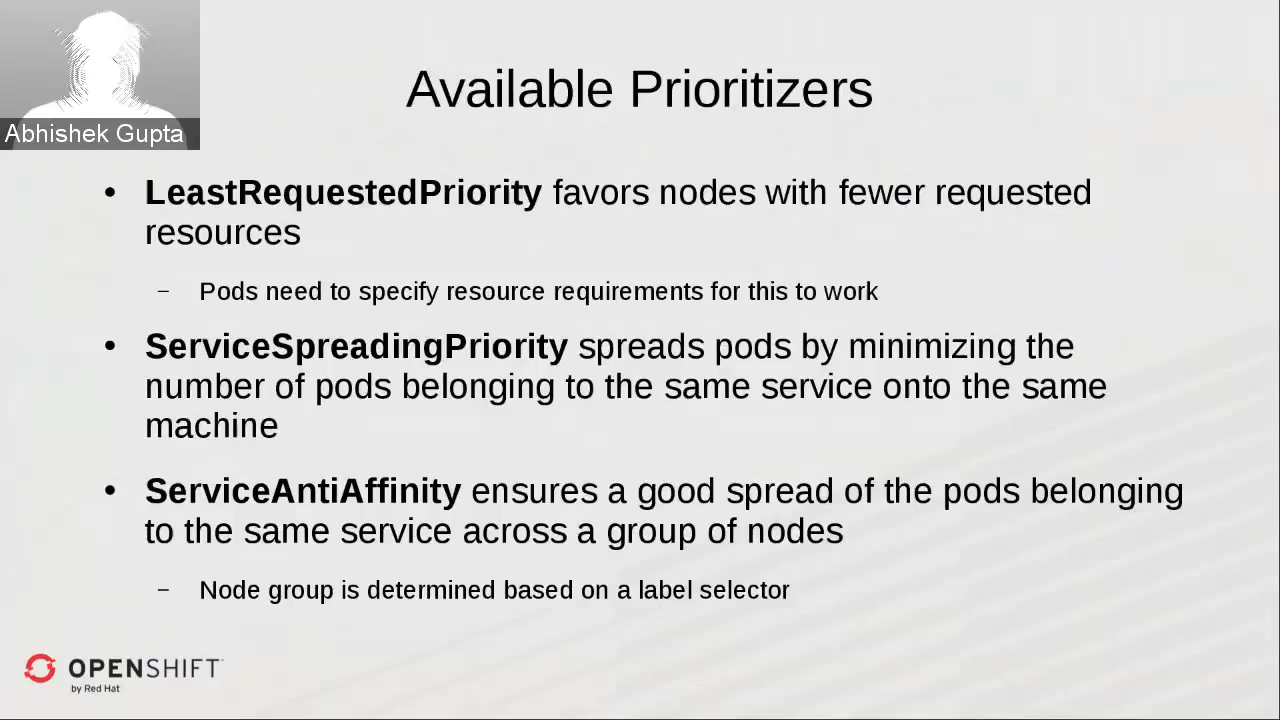 Abhishek Gupta
Available Prioritizers
• LeastRequestedPriority favors nodes with fewer requested
resources
– Pods need to specify resource requirements for this to work
• ServiceSpreadingPriority spreads pods by minimizing the
number of pods belonging to the same service onto the same
machine
• ServiceAntiAffinity ensures a good spread of the pods belonging
to the same service across a group of nodes
– Node group is determined based on a label selector
OPENSHIFT
by Red Hat